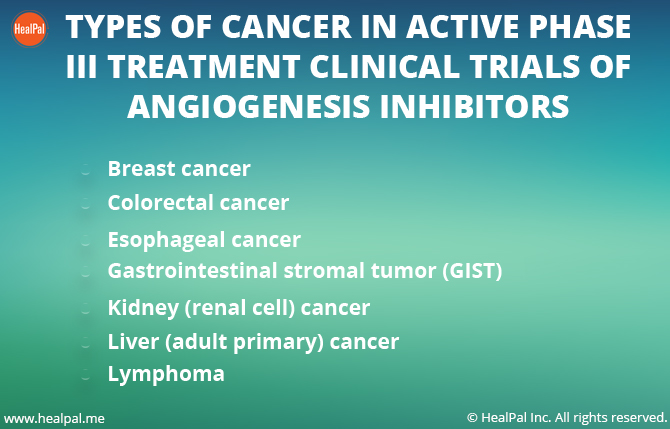 HealPal
TYPES OF CANCER IN ACTIVE PHASE
III TREATMENT CLINICAL TRIALS OF
ANGIOGENESIS INHIBITORS
Breast cancer
Colorectal cancer
Esophageal cancer
Gastrointestinal stromal tumor (GIST)
Kidney (renal cell) cancer
Liver (adult primary) cancer
Lymphoma
www.healpal.me
© HealPal Inc. All rights reserved.